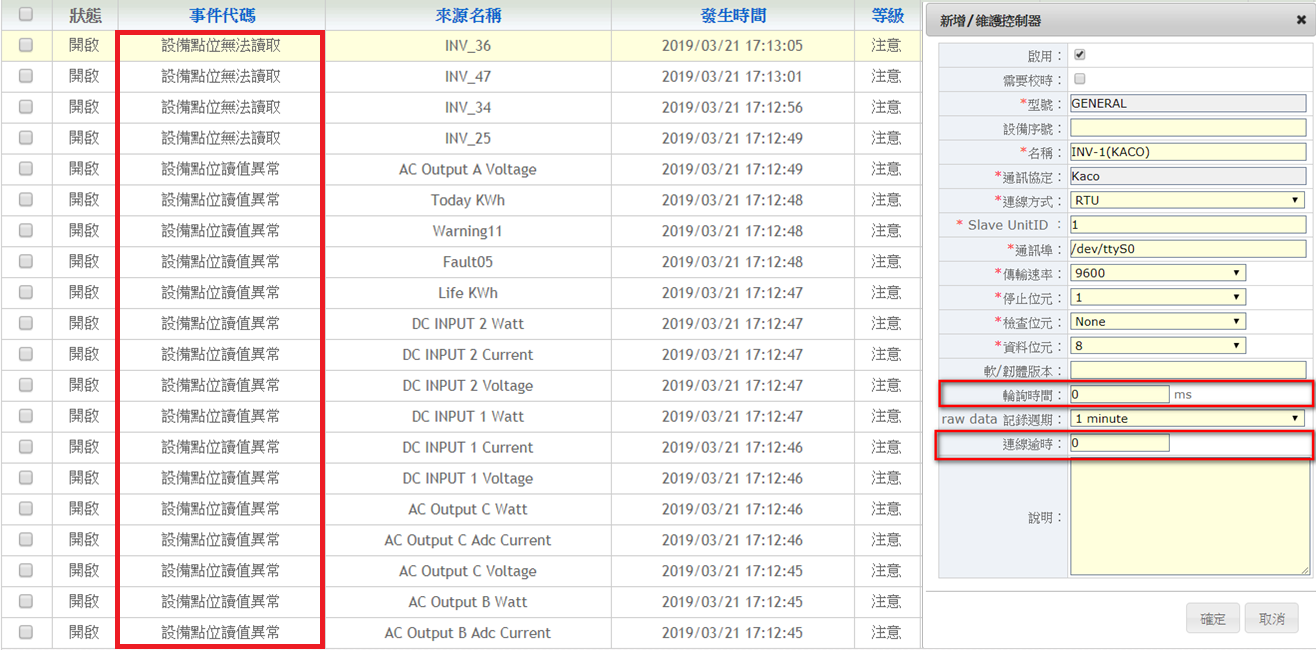 狀態 事件代碼 來源名稱 發生時間 等級
開啟 設備點位無法讀取 INV_36 2019/03/21 17:13:05 注意
開啟 設備點位無法讀取 INV_47 2019/03/21 17:13:01 注意
開啟 設備點位無法讀取 INV_34 2019/03/21 17:12:56 注意
開啟 設備點位無法讀取 INV_25 2019/03/21 17:12:49 注意
開啟 設備點位讀值異常 AC Output A Voltage 2019/03/21 17:12:49 注意
開啟 設備點位讀值異常 Today KWh 2019/03/21 17:12:48 注意
開啟 設備點位讀值異常 Warning11 2019/03/21 17:12:48 注意
開啟 設備點位讀值異常 Fault05 2019/03/21 17:12:48 注意
開啟 設備點位讀值異常 Life KWh 2019/03/21 17:12:47 注意
開啟 設備點位讀值異常 DC INPUT 2 Watt 2019/03/21 17:12:47 注意
開啟 設備點位讀值異常 DC INPUT 2 Current 2019/03/21 17:12:47 注意
開啟 設備點位讀值異常 DC INPUT 2 Voltage 2019/03/21 17:12:47 注意
開啟 設備點位讀值異常 DC INPUT 1 Watt 2019/03/21 17:12:47 注意
開啟 設備點位讀值異常 DC INPUT 1 Current 2019/03/21 17:12:46 注意
開啟 設備點位讀值異常 DC INPUT 1 Voltage 2019/03/21 17:12:46 注意
開啟 設備點位讀值異常 AC Output C Watt 2019/03/21 17:12:46 注意
開啟 設備點位讀值異常 AC Output C Adc Current 2019/03/21 17:12:46 注意
開啟 設備點位讀值異常 AC Output C Voltage 2019/03/21 17:12:45 注意
開啟 設備點位讀值異常 AC Output B Watt 2019/03/21 17:12:45 注意
開啟 設備點位讀值異常 AC Output B Adc Current 2019/03/21 17:12:45 注意
新增/維護控制器
啟用：
需要校時：
*型號： GENERAL
設備序號：
*名稱： INV-1(KACO)
*通訊協定： Kaco
*連線方式： RTU
* Slave UnitID： 1
*通訊埠： /dev/ttyS0
*傳輸速率： 9600
*停止位元： 1
*檢查位元： None
*資料位元： 8
軟/韌體版本：
輪詢時間： 0 ms
raw data 記錄週期： 1 minute
連線逾時： 0
說明：
確定 取消